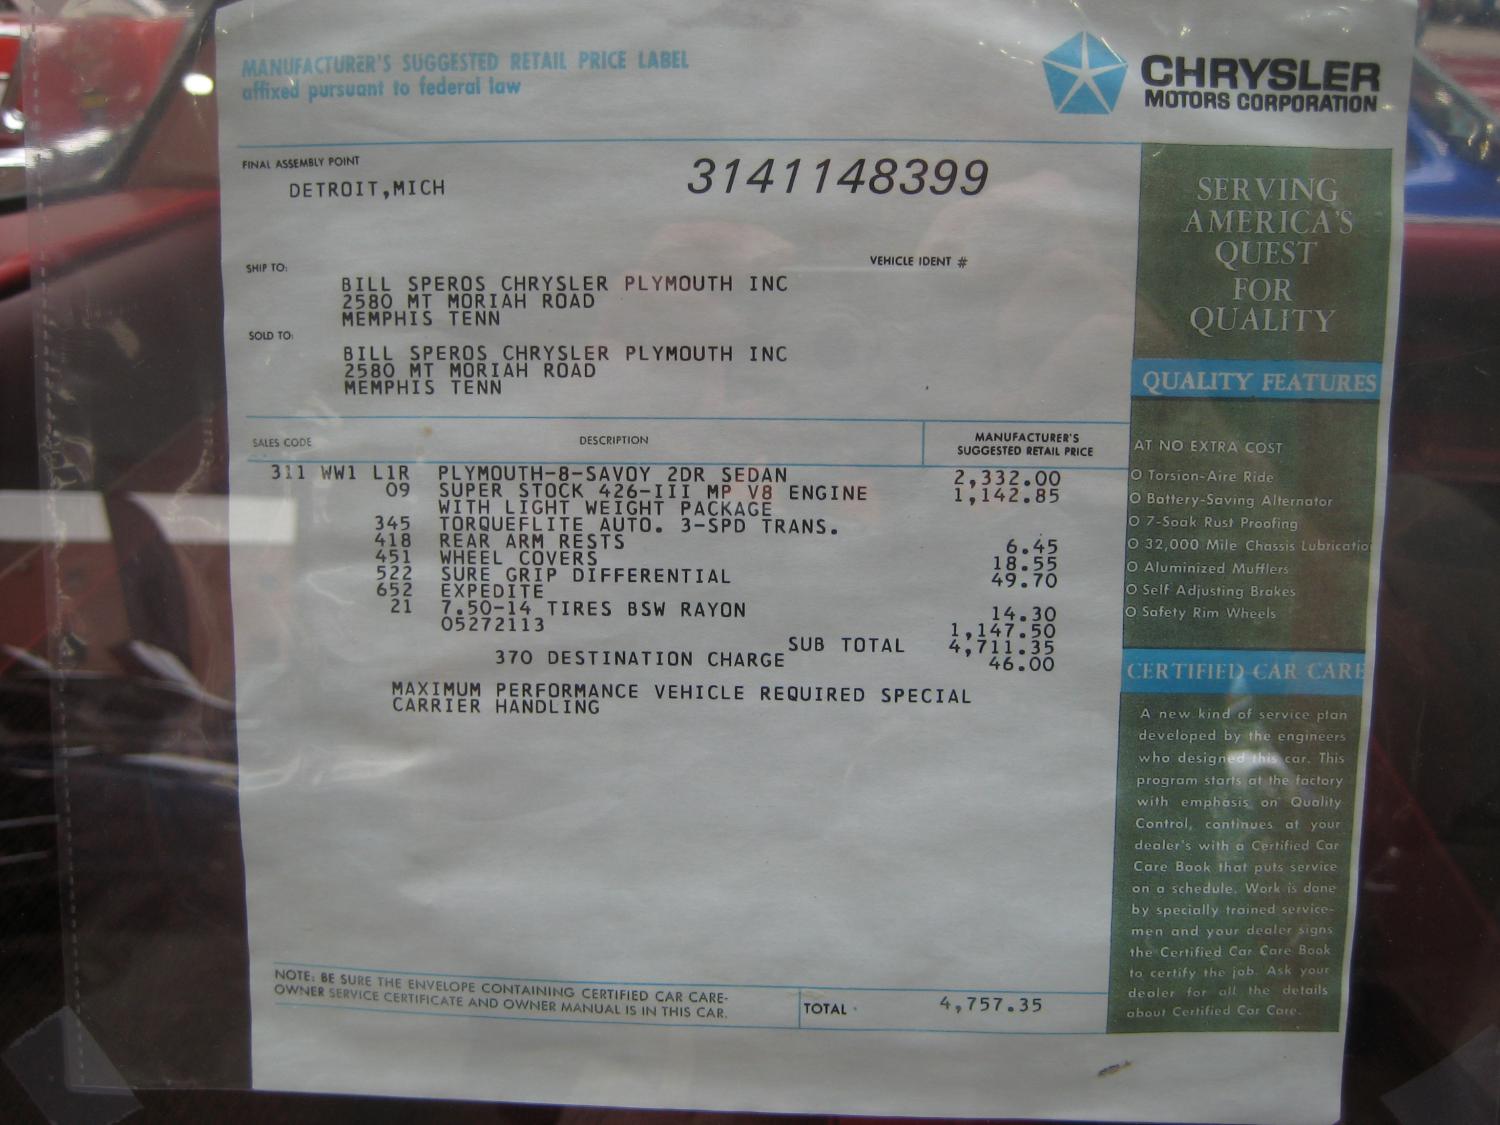 MANUFACTURER'S SUGGESTED RETAIL PRICE LABEL
affixed pursuant to federal law
CHRYSLER
MOTORS CORPORATION
FINAL ASSEMBLY POINT
DETROIT,MICH
3141148399
VEHICLE IDENT #
SHIP TO:
BILL SPEROS CHRYSLER PLYMOUTH INC
2580 MT MORIAH ROAD
MEMPHIS TENN
SOLD TO:
BILL SPEROS CHRYSLER PLYMOUTH INC
2580 MT MORIAH ROAD
MEMPHIS TENN
SALES CODE DESCRIPTION MANUFACTURER'S
SUGGESTED RETAIL PRICE
311 WW1 L1R PLYMOUTH-8-SAVOY 2DR SEDAN 2,332.00
09 SUPER STOCK 426-III MP V8 ENGINE 1,142.85
WITH LIGHT WEIGHT PACKAGE
345 TORQUEFLITE AUTO. 3-SPD TRANS.
418 REAR ARM RESTS 6.45
451 WHEEL COVERS 18.55
522 SURE GRIP DIFFERENTIAL 49.70
652 EXPEDITE
21 7.50-14 TIRES BSW RAYON 14.30
05272113 1,147.50
SUB TOTAL 4,711.35
370 DESTINATION CHARGE 46.00
MAXIMUM PERFORMANCE VEHICLE REQUIRED SPECIAL
CARRIER HANDLING
NOTE: BE SURE THE ENVELOPE CONTAINING CERTIFIED CAR CARE-
OWNER SERVICE CERTIFICATE AND OWNER MANUAL IS IN THIS CAR.
TOTAL 4,757.35
SERVING
AMERICA'S
QUEST
FOR
QUALITY
QUALITY FEATURES
AT NO EXTRA COST
O Torsion-Aire Ride
O Battery-Saving Alternator
O 7-Soak Rust Proofing
O 32,000 Mile Chassis Lubricatio
O Aluminized Mufflers
O Self Adjusting Brakes
O Safety Rim Wheels
CERTIFIED CAR CARE
A new kind of service plan
developed by the engineers
who designed this car. This
program starts at the factory
with emphasis on Quality
Control, continues at your
dealer's with a Certified Car
Care Book that puts service
on a schedule. Work is done
by specially trained service-
men and your dealer signs
the Certified Car Care Book
to certify the job. Ask your
dealer for all the details
about Certified Car Care.